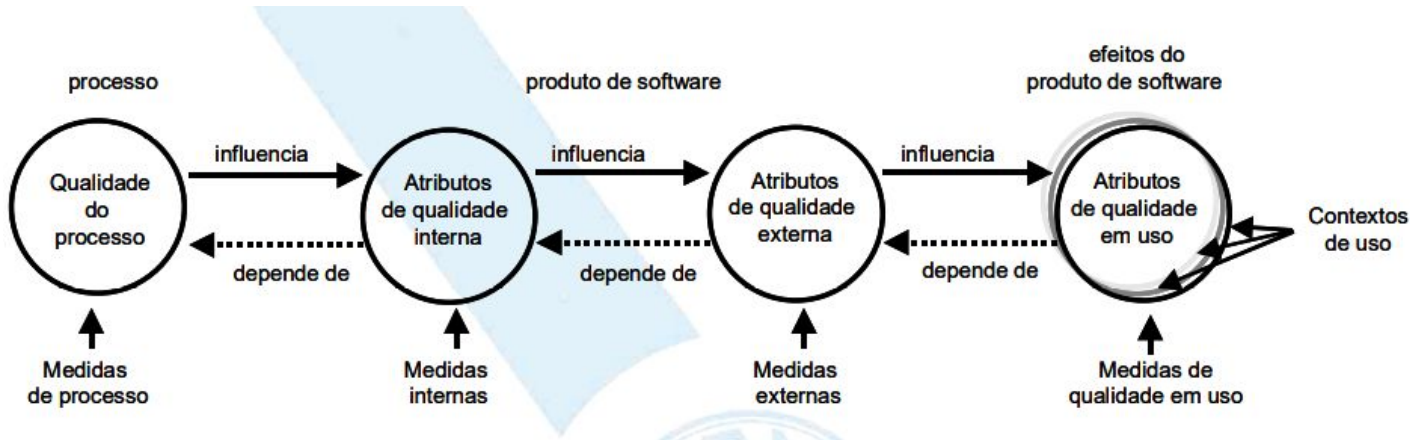 processo
produto de software
efeitos do
produto de software
Qualidade
do
processo
influencia
depende de
Atributos
de qualidade
interna
influencia
depende de
Atributos
de qualidade
externa
influencia
depende de
Atributos
de qualidade
em uso
Contextos
de uso
Medidas
de processo
Medidas
internas
Medidas
externas
Medidas de
qualidade em uso